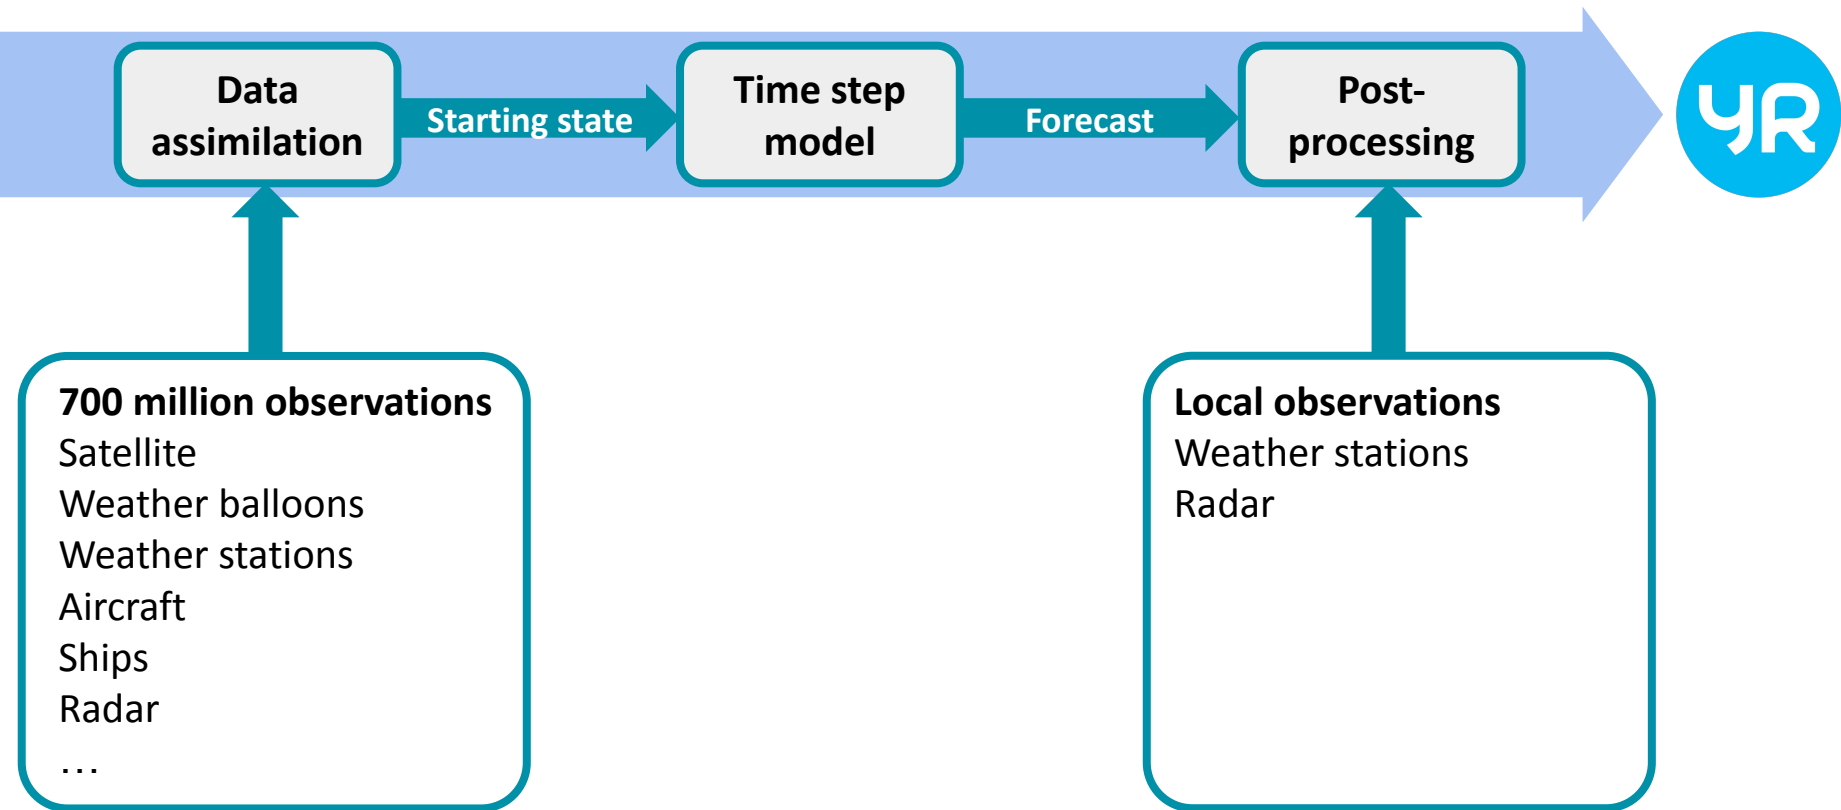 Data
assimilation
Starting state
Time step
model
Forecast
Post-
processing
YR
700 million observations
Satellite
Weather balloons
Weather stations
Aircraft
Ships
Radar
…
Local observations
Weather stations
Radar